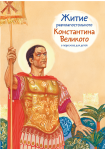 Житие
равноапостольного
Константина
Великого
в пересказе для детей